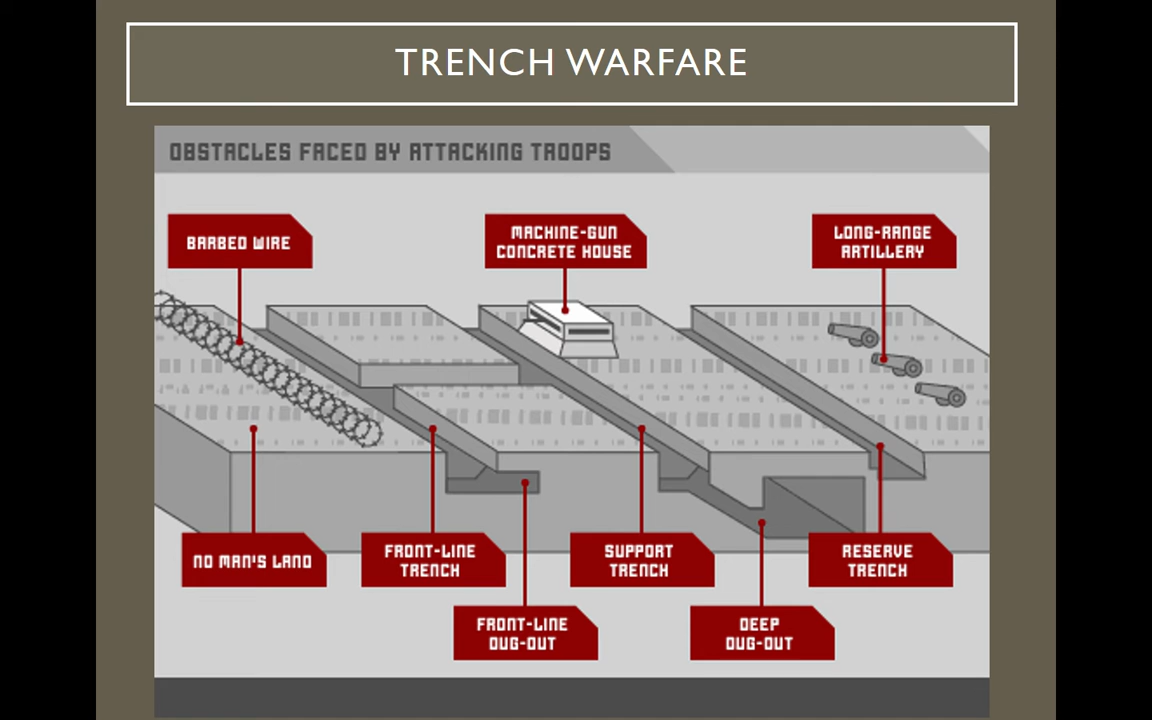 TRENCH WARFARE
OBSTACLES FACED BY ATTACKING TROOPS
BARBED WIRE
MACHINE-GUN
CONCRETE HOUSE
LONG-RANGE
ARTILLERY
NO MAN'S LAND
FRONT-LINE
TRENCH
SUPPORT
TRENCH
RESERVE
TRENCH
FRONT-LINE
DUG-OUT
DEEP
DUG-OUT